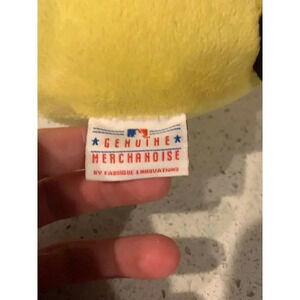 GENUINE
MERCHANDISE
BY FABRIQUE INNOVATIONS